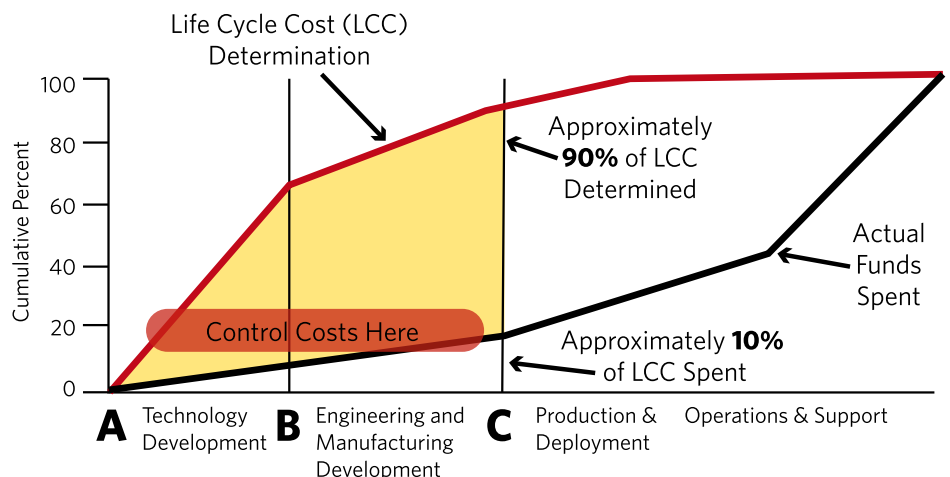 Life Cycle Cost (LCC)
Determination
Cumulative Percent
100
80
60
40
20
0
Approximately
90% of LCC
Determined
Actual
Funds
Spent
Control Costs Here
Approximately 10%
of LCC Spent
A
Technology
Development
B
Engineering and
Manufacturing
Development
C
Production &
Deployment
Operations & Support